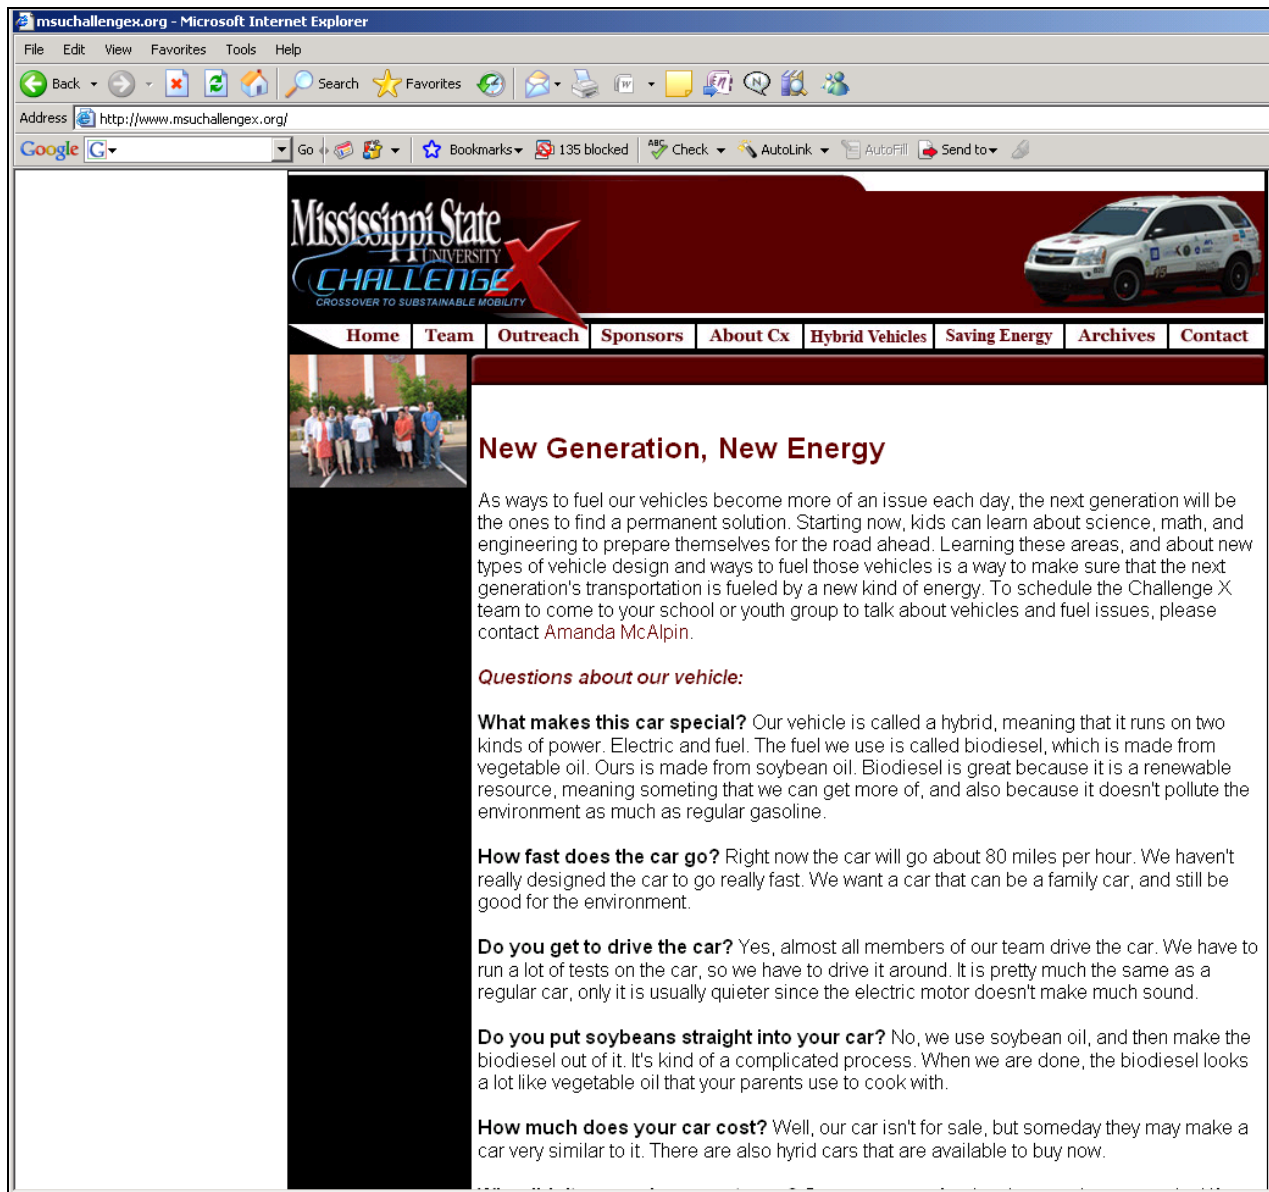 msuchallengex.org - Microsoft Internet Explorer
File Edit View Favorites Tools Help
Back Search Favorites
Address http://www.msuchallengex.org/
Google G Go Bookmarks 135 blocked ABC Check AutoLink AutoFill Send to
Mississippi State
UNIVERSITY
CHALLENGE X
CROSSOVER TO SUBSTAINABLE MOBILITY
15
Home Team Outreach Sponsors About Cx Hybrid Vehicles Saving Energy Archives Contact
New Generation, New Energy
As ways to fuel our vehicles become more of an issue each day, the next generation will be
the ones to find a permanent solution. Starting now, kids can learn about science, math, and
engineering to prepare themselves for the road ahead. Learning these areas, and about new
types of vehicle design and ways to fuel those vehicles is a way to make sure that the next
generation's transportation is fueled by a new kind of energy. To schedule the Challenge X
team to come to your school or youth group to talk about vehicles and fuel issues, please
contact Amanda McAlpin.
Questions about our vehicle:
What makes this car special? Our vehicle is called a hybrid, meaning that it runs on two
kinds of power. Electric and fuel. The fuel we use is called biodiesel, which is made from
vegetable oil. Ours is made from soybean oil. Biodiesel is great because it is a renewable
resource, meaning someting that we can get more of, and also because it doesn't pollute the
environment as much as regular gasoline.
How fast does the car go? Right now the car will go about 80 miles per hour. We haven't
really designed the car to go really fast. We want a car that can be a family car, and still be
good for the environment.
Do you get to drive the car? Yes, almost all members of our team drive the car. We have to
run a lot of tests on the car, so we have to drive it around. It is pretty much the same as a
regular car, only it is usually quieter since the electric motor doesn't make much sound.
Do you put soybeans straight into your car? No, we use soybean oil, and then make the
biodiesel out of it. It's kind of a complicated process. When we are done, the biodiesel looks
a lot like vegetable oil that your parents use to cook with.
How much does your car cost? Well, our car isn't for sale, but someday they may make a
car very similar to it. There are also hyrid cars that are available to buy now.